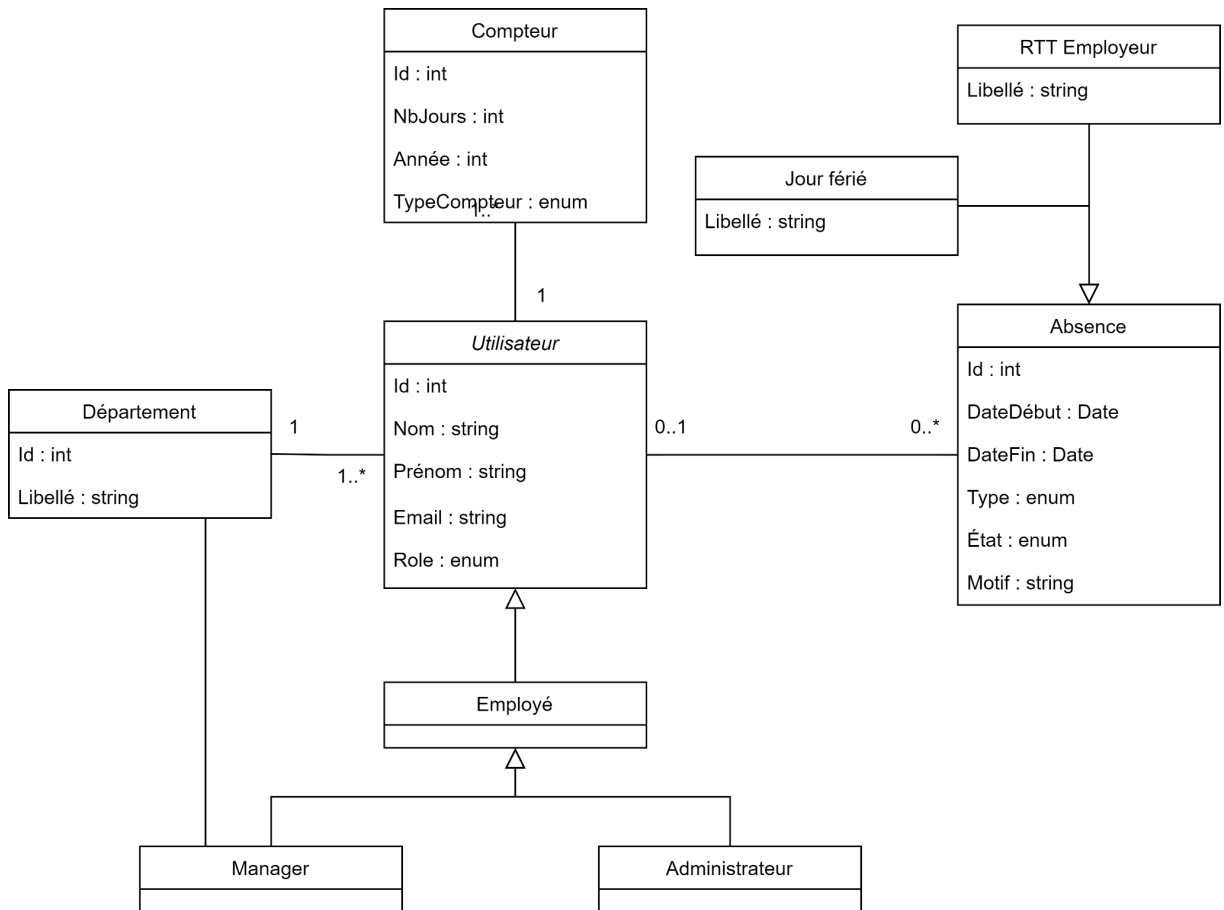 Compteur
Id : int
NbJours : int
Année : int
TypeCompteur : enum
1..*
1
RTT Employeur
Libellé : string
Jour férié
Libellé : string
Utilisateur
Id : int
Nom : string
Prénom : string
Email : string
Role : enum
Absence
Id : int
DateDébut : Date
DateFin : Date
Type : enum
État : enum
Motif : string
Département
Id : int
Libellé : string
1
1..*
0..1
0..*
Employé
Manager
Administrateur